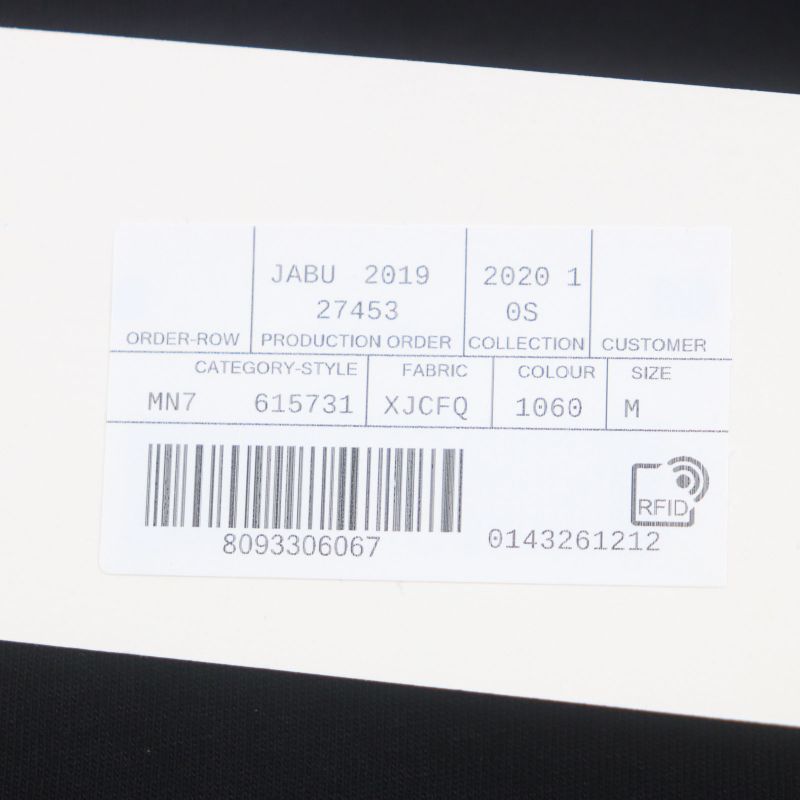 JABU 2019 2020 1
27453 0S
ORDER-ROW PRODUCTION ORDER COLLECTION CUSTOMER
CATEGORY-STYLE FABRIC COLOUR SIZE
MN7 615731 XJCFQ 1060 M
RFID
8093306067 0143261212